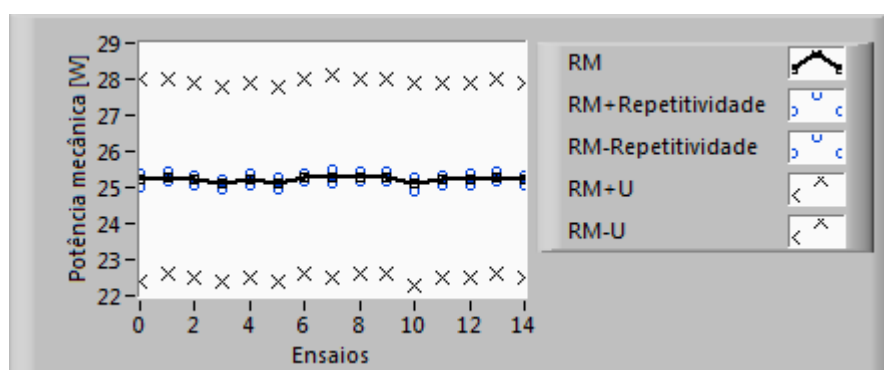 Potência mecânica [W]
29
28
27
26
25
24
23
22
0 2 4 6 8 10 12 14
Ensaios
RM
RM+Repetitividade
RM-Repetitividade
RM+U
RM-U